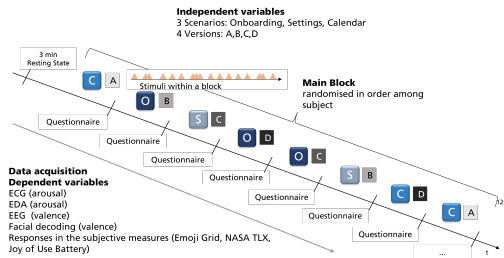 Independent variables
3 Scenarios: Onboarding, Settings, Calendar
4 Versions: A,B,C,D
3 min
Resting State
C A
Stimuli within a block
O B
Main Block
randomised in order among
subject
S C
Questionnaire
O D
Questionnaire
O C
Questionnaire
S B
Questionnaire
C D
Questionnaire
C A
Questionnaire
Questionnaire
...
t
12
Data acquisition
Dependent variables
ECG (arousal)
EDA (arousal)
EEG (valence)
Facial decoding (valence)
Responses in the subjective measures (Emoji Grid, NASA TLX,
Joy of Use Battery)